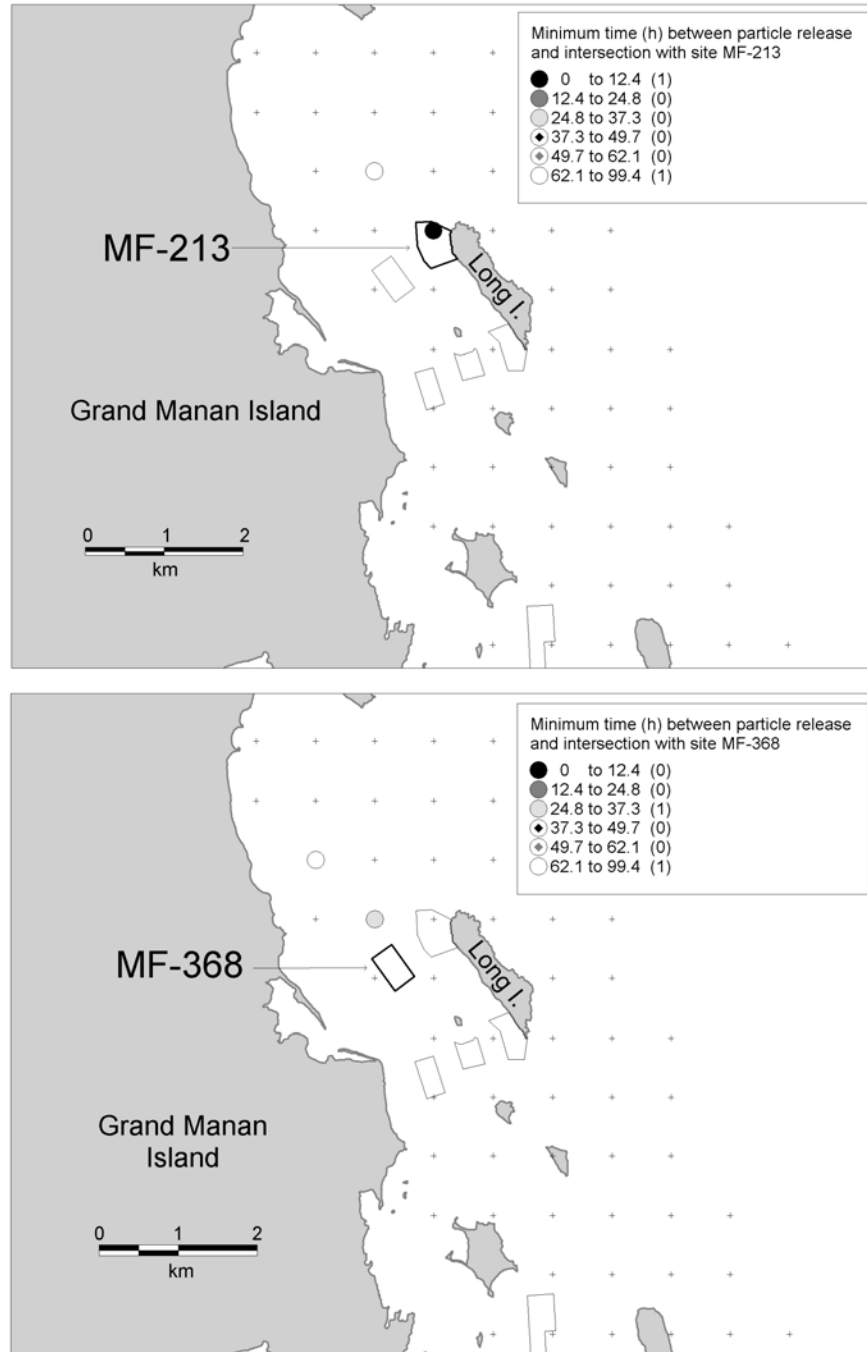 Minimum time (h) between particle release
and intersection with site MF-213
0 to 12.4 (1)
12.4 to 24.8 (0)
24.8 to 37.3 (0)
37.3 to 49.7 (0)
49.7 to 62.1 (0)
62.1 to 99.4 (1)
MF-213
Long I.
Grand Manan Island
0 1 2
km
Minimum time (h) between particle release
and intersection with site MF-368
0 to 12.4 (0)
12.4 to 24.8 (0)
24.8 to 37.3 (1)
37.3 to 49.7 (0)
49.7 to 62.1 (0)
62.1 to 99.4 (1)
MF-368
Long I.
Grand Manan
Island
0 1 2
km